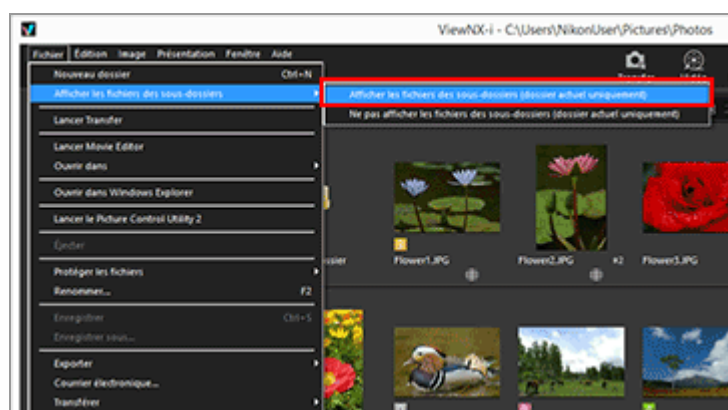 ViewNX-i - C:\Users\NikonUser\Pictures\Photos
Fichier Édition Image Présentation Fenêtre Aide
Nouveau dossier Ctrl+N
Afficher les fichiers des sous-dossiers
Afficher les fichiers des sous-dossiers (dossier actuel uniquement)
Ne pas afficher les fichiers des sous-dossiers (dossier actuel uniquement)
Lancer Transfer
Lancer Movie Editor
Ouvrir dans
Ouvrir dans Windows Explorer
Lancer le Picture Control Utility 2
Éjecter
Flower1.JPG Flower2.JPG Flower3.JPG
Protéger les fichiers
Renommer... F2
Enregistrer Ctrl+S
Enregistrer sous...
Exporter
Courrier électronique...
Transférer